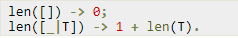 len([]) -> 0;
len([_|T]) -> 1 + len(T).